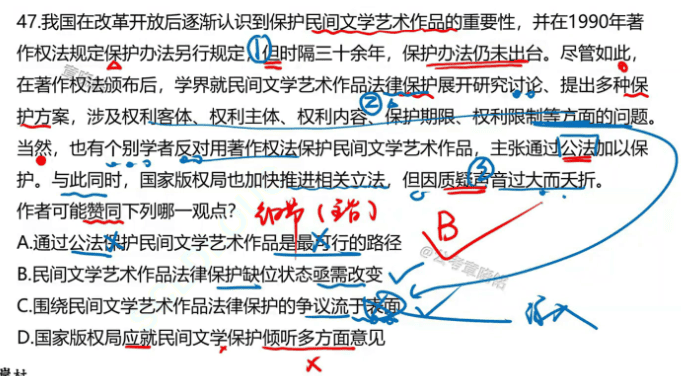 47.我国在改革开放后逐渐认识到保护民间文学艺术作品的重要性，并在1990年著
作权法规定保护办法另行规定，但时隔三十余年，保护办法仍未出台。尽管如此，
在著作权法颁布后，学界就民间文学艺术作品法律保护展开研究讨论、提出多种保
护方案，涉及权利客体、权利主体、权利内容、保护期限、权利限制等方面的问题。
当然，也有个别学者反对用著作权法保护民间文学艺术作品，主张通过公法加以保
护。与此同时，国家版权局也加快推进相关立法，但因质疑声音过大而夭折。
作者可能赞同下列哪一观点？
细节（主旨）
A.通过公法保护民间文学艺术作品是最可行的路径
B
B.民间文学艺术作品法律保护缺位状态亟需改变
C.围绕民间文学艺术作品法律保护的争议流于表面
深入
D.国家版权局应就民间文学保护倾听多方面意见
①
②
③